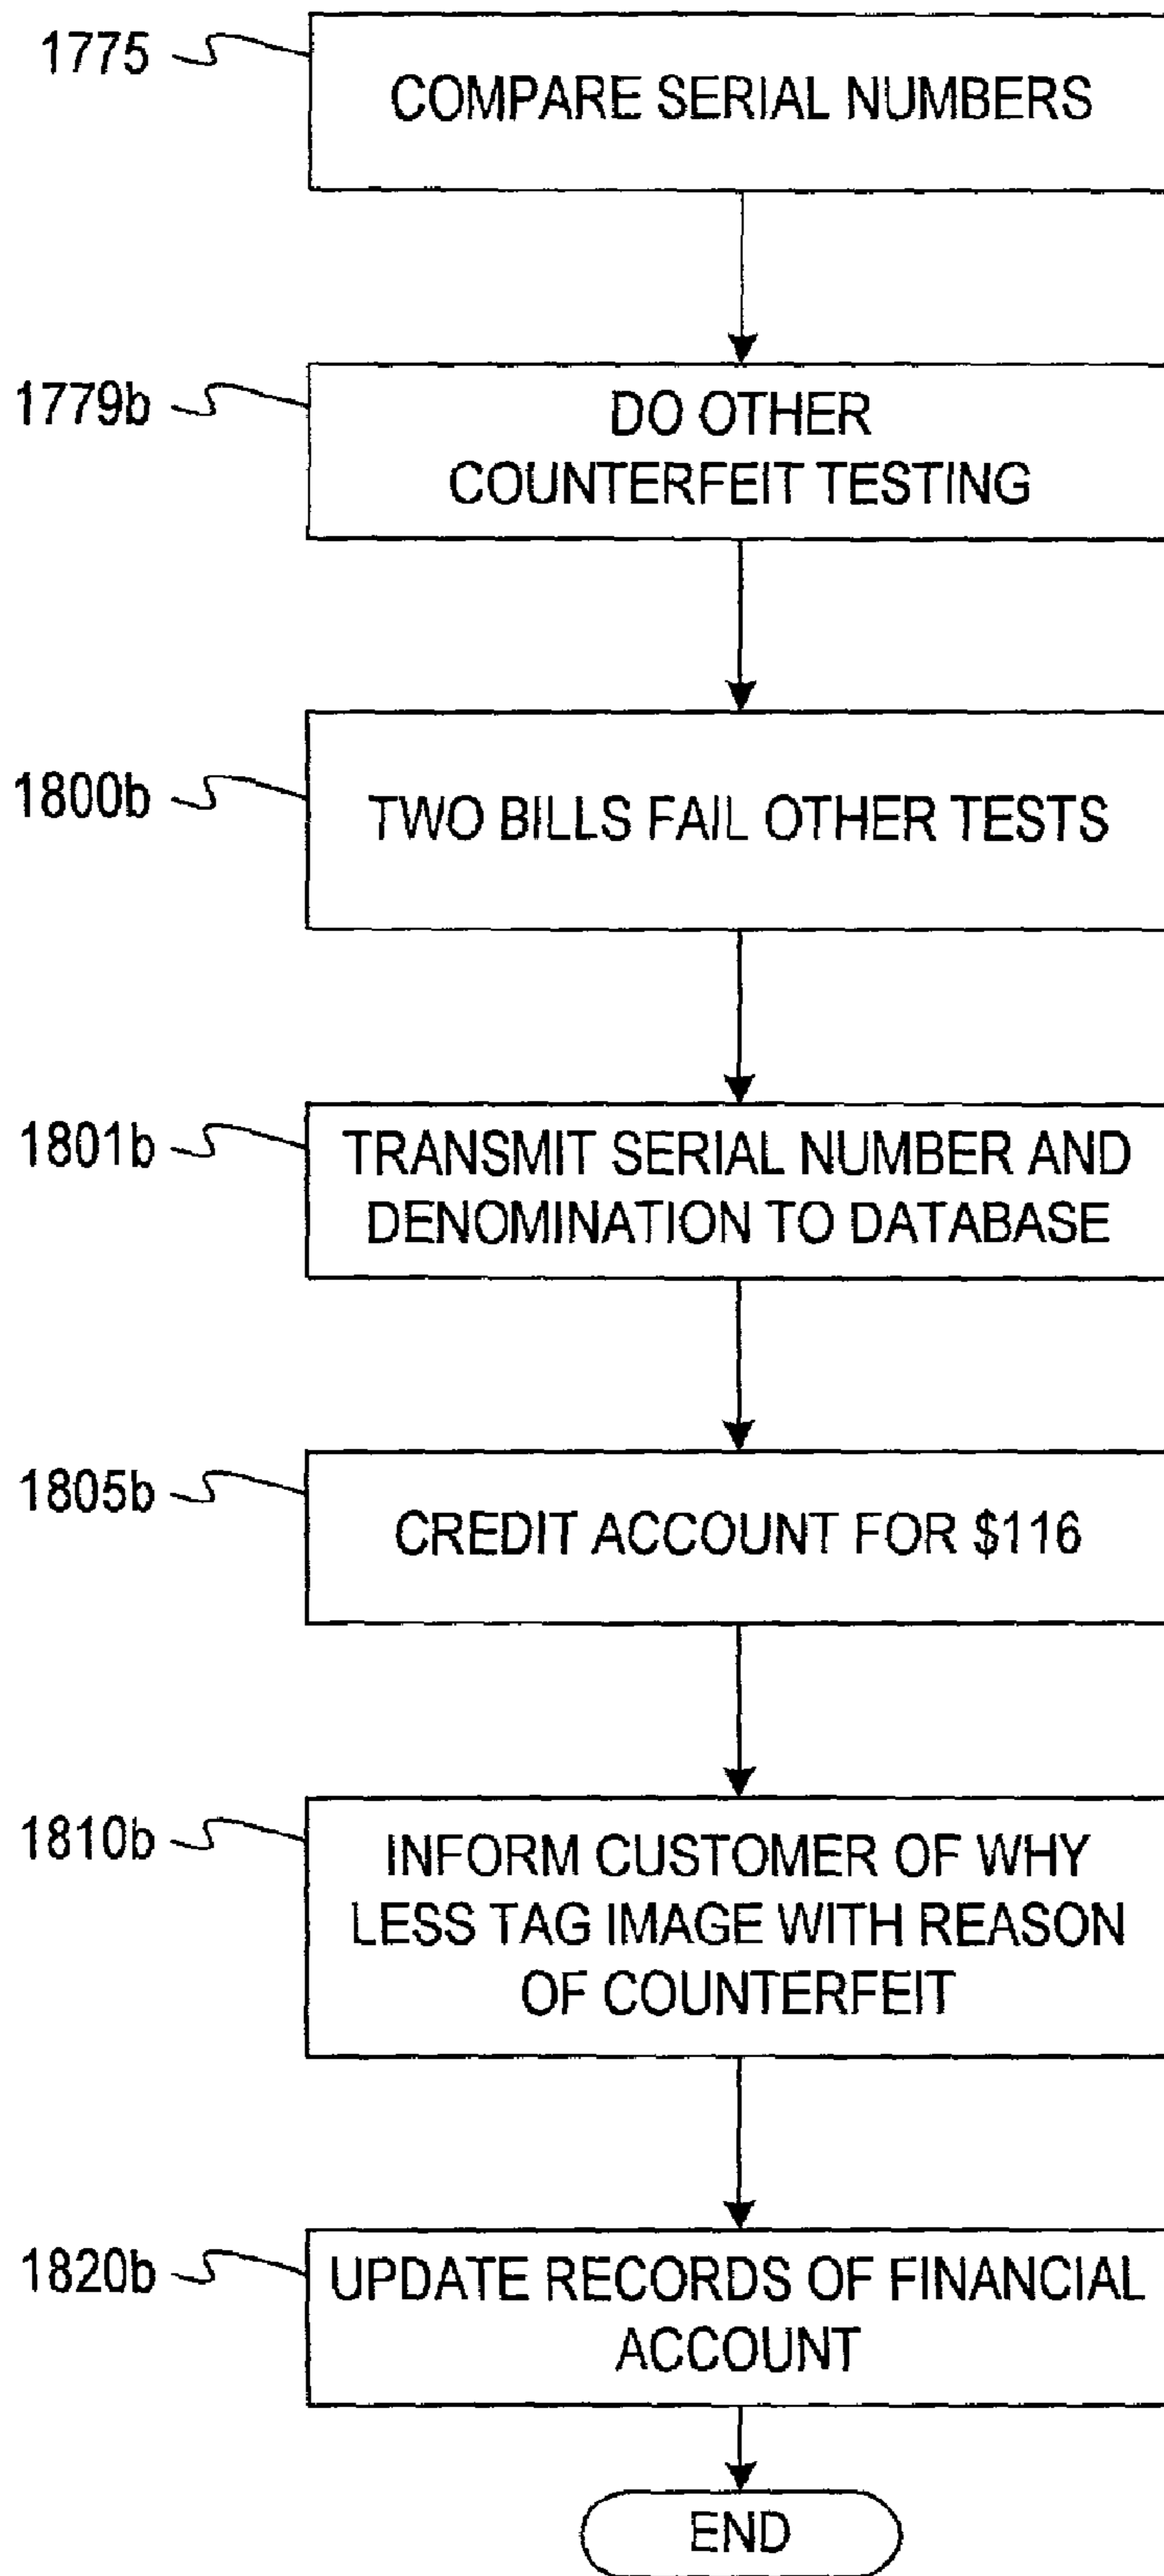 1775
COMPARE SERIAL NUMBERS
1779b
DO OTHER
COUNTERFEIT TESTING
1800b
TWO BILLS FAIL OTHER TESTS
1801b
TRANSMIT SERIAL NUMBER AND
DENOMINATION TO DATABASE
1805b
CREDIT ACCOUNT FOR $116
1810b
INFORM CUSTOMER OF WHY
LESS TAG IMAGE WITH REASON
OF COUNTERFEIT
1820b
UPDATE RECORDS OF FINANCIAL
ACCOUNT
END